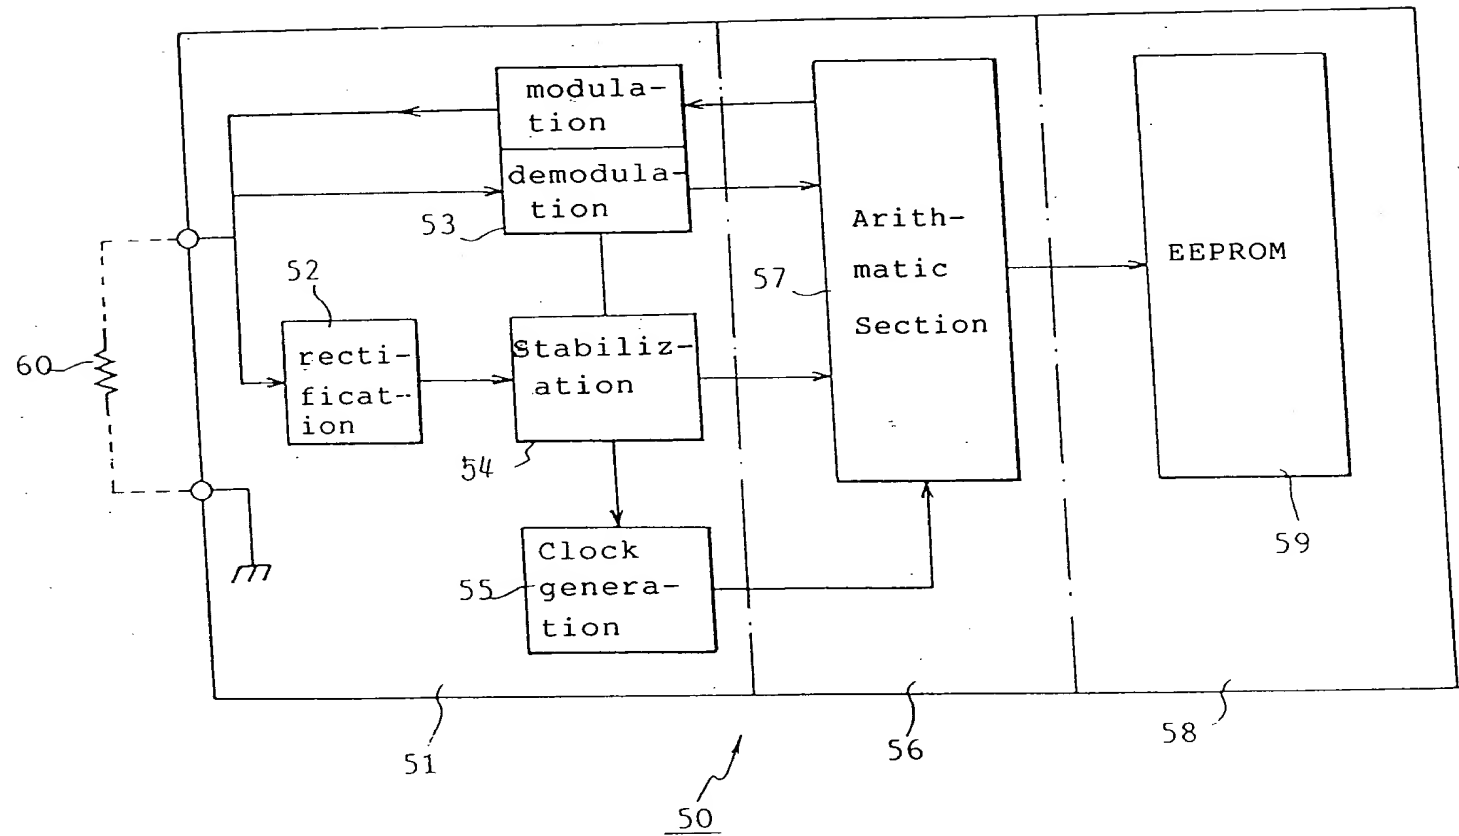 modula-
tion
demodula-
tion
53
52
recti-
ficat-
ion
Stabiliz-
ation
54
Clock
genera-
tion
55
57
Arith-
matic
Section
EEPROM
59
60
51
56
58
50